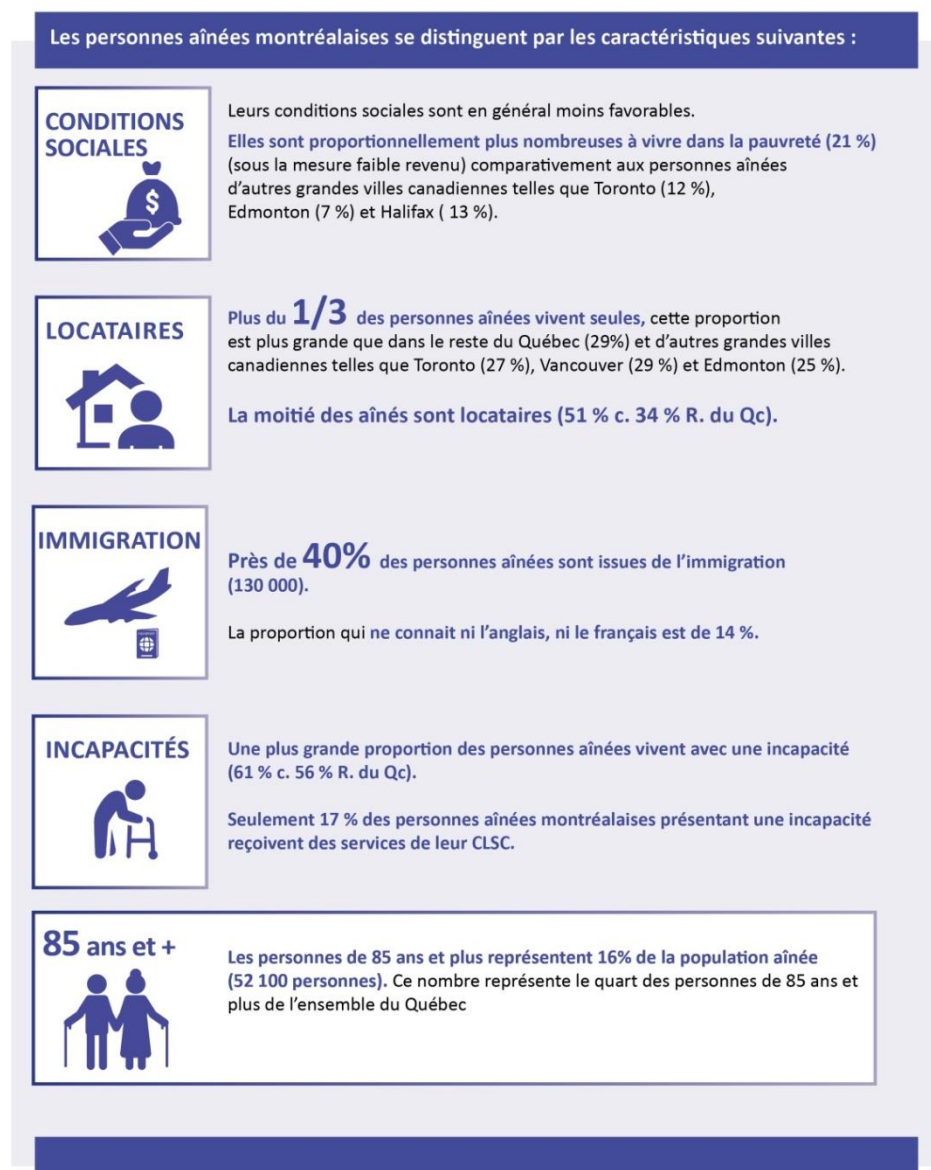 Les personnes aînées montréalaises se distinguent par les caractéristiques suivantes :
CONDITIONS
SOCIALES
$
Leurs conditions sociales sont en général moins favorables.
Elles sont proportionnellement plus nombreuses à vivre dans la pauvreté (21 %)
(sous la mesure faible revenu) comparativement aux personnes aînées
d'autres grandes villes canadiennes telles que Toronto (12 %),
Edmonton (7 %) et Halifax ( 13 %).
LOCATAIRES
Plus du 1/3 des personnes aînées vivent seules, cette proportion
est plus grande que dans le reste du Québec (29%) et d'autres grandes villes
canadiennes telles que Toronto (27 %), Vancouver (29 %) et Edmonton (25 %).
La moitié des aînés sont locataires (51 % c. 34 % R. du Qc).
IMMIGRATION
Près de 40% des personnes aînées sont issues de l'immigration
(130 000).
La proportion qui ne connait ni l'anglais, ni le français est de 14 %.
INCAPACITÉS
Une plus grande proportion des personnes aînées vivent avec une incapacité
(61 % c. 56 % R. du Qc).
Seulement 17 % des personnes aînées montréalaises présentant une incapacité
reçoivent des services de leur CLSC.
85 ans et +
Les personnes de 85 ans et plus représentent 16% de la population aînée
(52 100 personnes). Ce nombre représente le quart des personnes de 85 ans et
plus de l'ensemble du Québec